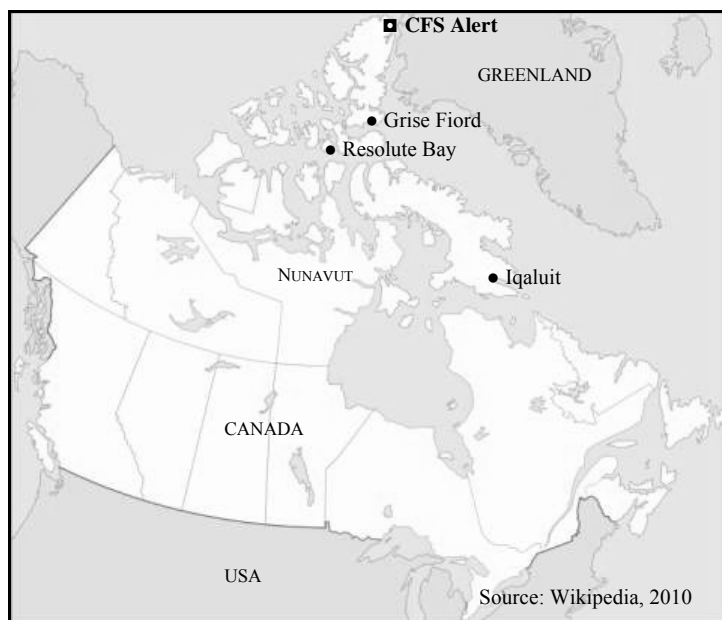 CFS Alert
GREENLAND
Grise Fiord
Resolute Bay
NUNAVUT
Iqaluit
CANADA
USA
Source: Wikipedia, 2010